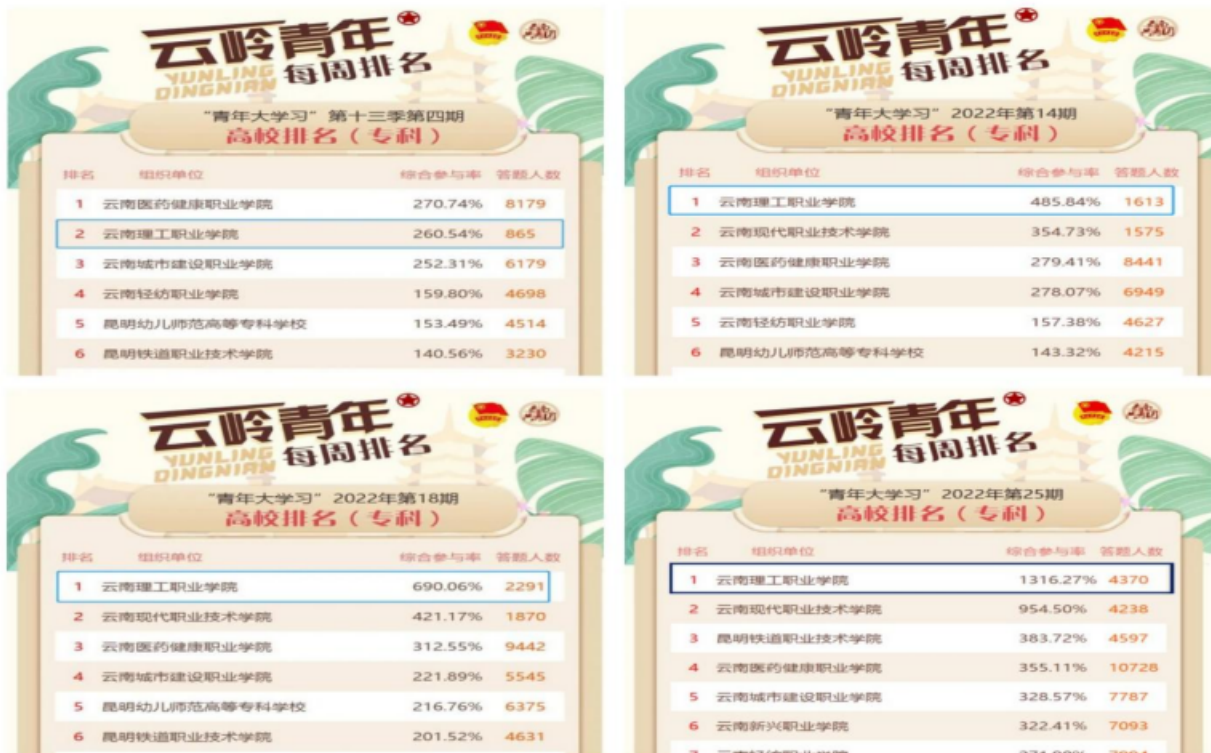 云岭青年
YUNLING
DINGNIAN
每周排名
“青年大学习”第十三季第四期
高校排名（专科）
排名 组织单位 综合参与率 答题人数
1 云南医药健康职业学院 270.74% 8179
2 云南理工职业学院 260.54% 865
3 云南城市建设职业学院 252.31% 6179
4 云南轻纺职业学院 159.80% 4698
5 昆明幼儿师范高等专科学校 153.49% 4514
6 昆明铁道职业技术学院 140.56% 3230
云岭青年
YUNLING
DINGNIAN
每周排名
“青年大学习”2022年第14期
高校排名（专科）
排名 组织单位 综合参与率 答题人数
1 云南理工职业学院 485.84% 1613
2 云南现代职业技术学院 354.73% 1575
3 云南医药健康职业学院 279.41% 8441
4 云南城市建设职业学院 278.07% 6949
5 云南轻纺职业学院 157.38% 4627
6 昆明幼儿师范高等专科学校 143.32% 4215
云岭青年
YUNLING
DINGNIAN
每周排名
“青年大学习”2022年第18期
高校排名（专科）
排名 组织单位 综合参与率 答题人数
1 云南理工职业学院 690.06% 2291
2 云南现代职业技术学院 421.17% 1870
3 云南医药健康职业学院 312.55% 9442
4 云南城市建设职业学院 221.89% 5545
5 昆明幼儿师范高等专科学校 216.76% 6375
6 昆明铁道职业技术学院 201.52% 4631
云岭青年
YUNLING
DINGNIAN
每周排名
“青年大学习”2022年第25期
高校排名（专科）
排名 组织单位 综合参与率 答题人数
1 云南理工职业学院 1316.27% 4370
2 云南现代职业技术学院 954.50% 4238
3 昆明铁道职业技术学院 383.72% 4597
4 云南医药健康职业学院 355.11% 10728
5 云南城市建设职业学院 328.57% 7787
6 云南新兴职业学院 322.41% 7093